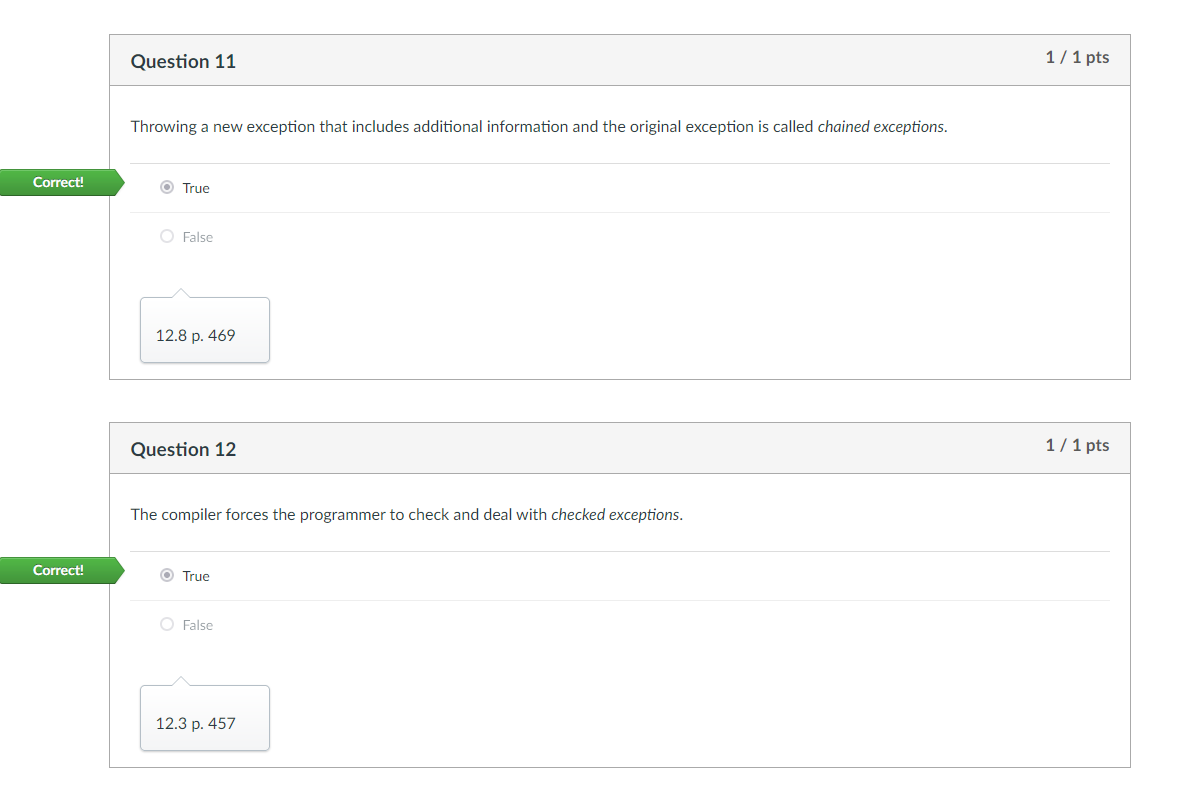 Question 11
1 / 1 pts
Throwing a new exception that includes additional information and the original exception is called chained exceptions.
Correct!
True
False
12.8 p. 469
Question 12
1 / 1 pts
The compiler forces the programmer to check and deal with checked exceptions.
Correct!
True
False
12.3 p. 457